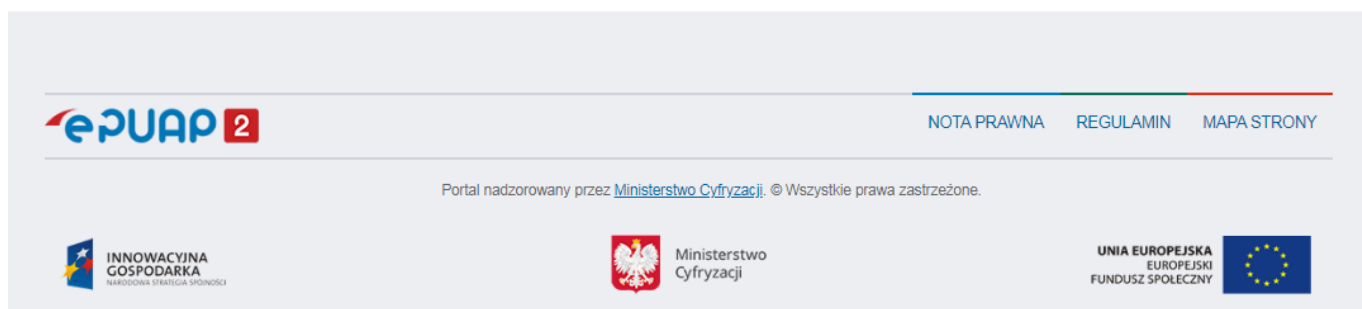 ePUAP 2
NOTA PRAWNA REGULAMIN MAPA STRONY
Portal nadzorowany przez Ministerstwo Cyfryzacji. © Wszystkie prawa zastrzeżone.
INNOWACYJNA
GOSPODARKA
NARODOWA STRATEGIA SPÓJNOŚCI
Ministerstwo
Cyfryzacji
UNIA EUROPEJSKA
EUROPEJSKI
FUNDUSZ SPOŁECZNY